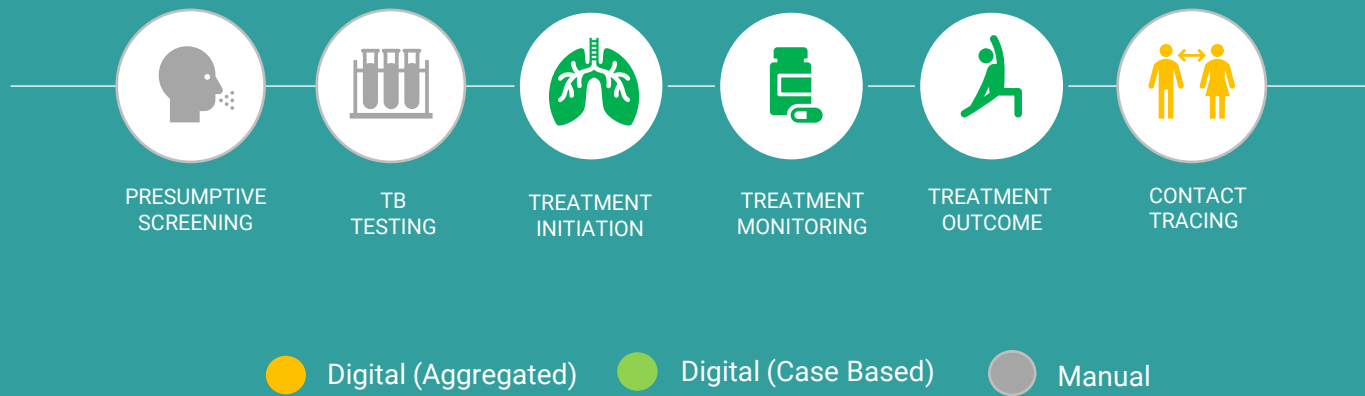 PRESUMPTIVE
SCREENING
TB
TESTING
TREATMENT
INITIATION
TREATMENT
MONITORING
TREATMENT
OUTCOME
CONTACT
TRACING
Digital (Aggregated)
Digital (Case Based)
Manual